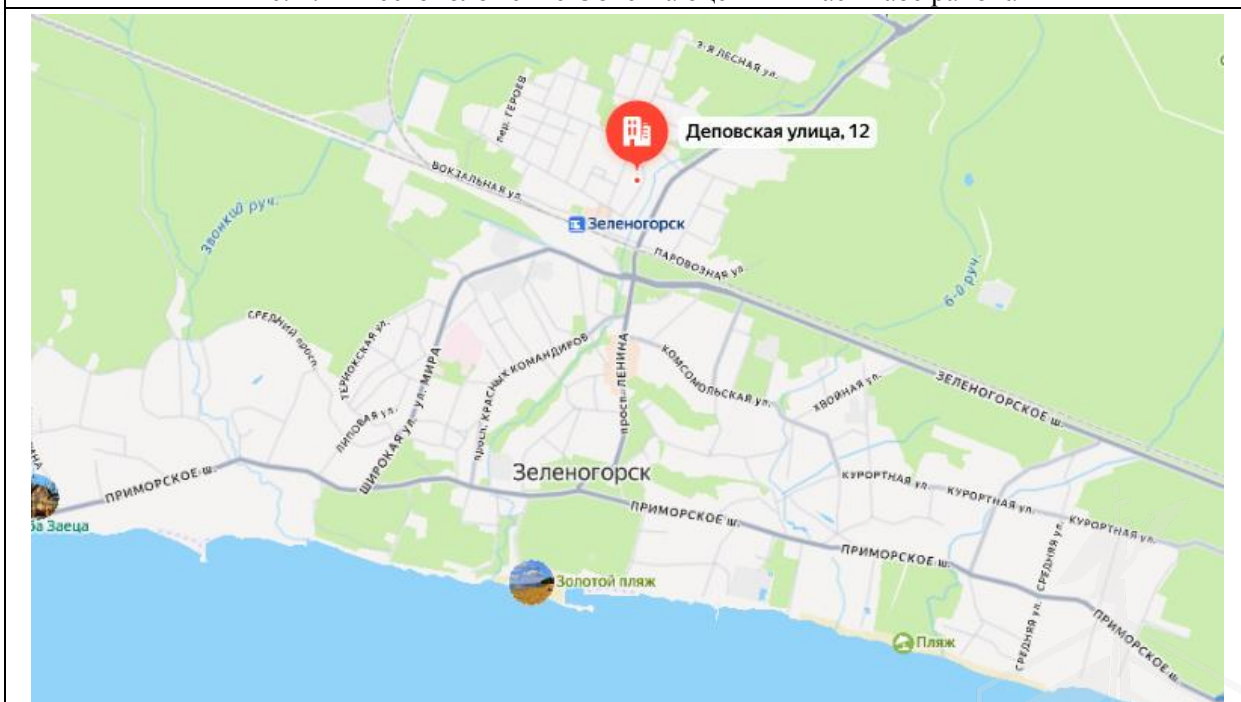 3-я ЛЕСНАЯ ул.
пер. ГЕРОЕВ
Деповская улица, 12
ВОКЗАЛЬНАЯ ул.
Звонкий руч.
Зеленогорск
ПАРОВОЗНАЯ ул.
6-й руч.
СРЕДНИЙ просп.
ТЕРИОКСКАЯ ул.
ул. МИРА
просп. КРАСНЫХ КОМАНДИРОВ
просп. ЛЕНИНА
КОМСОМОЛЬСКАЯ ул.
ХВОЙНАЯ ул.
ЗЕЛЕНОГОРСКОЕ ш.
ЛИПОВАЯ ул.
ШИРОКАЯ ул.
Зеленогорск
ПРИМОРСКОЕ ш.
КУРОРТНАЯ ул.
КУРОРТНАЯ ул.
КУРОРТНАЯ ул.
ПРИМОРСКОЕ ш.
ба Заеца
ПРИМОРСКОЕ ш.
СРЕДНЯЯ ул.
Золотой пляж
СРЕДНЯЯ ул.
Пляж
ПРИМОРСКОЕ ш.